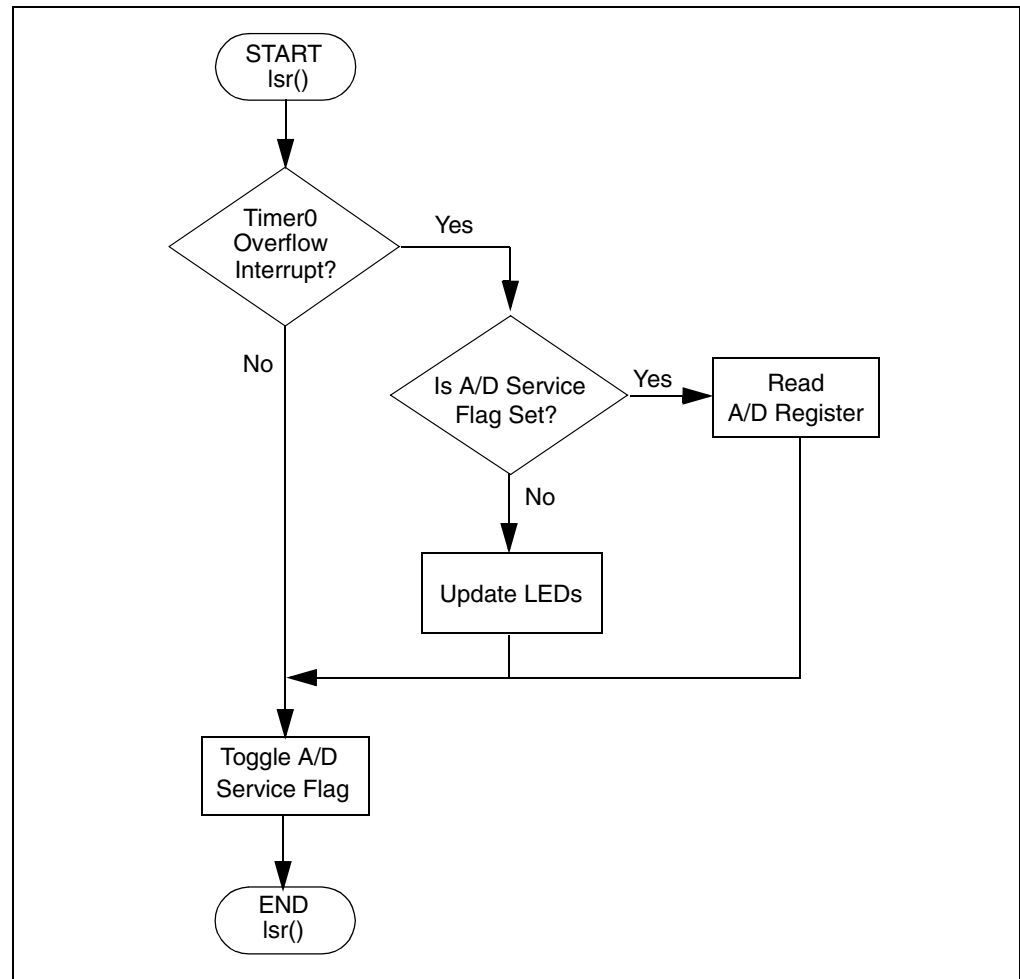 START
Isr()
Timer0
Overflow
Interrupt?
Yes
No
Is A/D Service
Flag Set?
Yes
Read
A/D Register
No
Update LEDs
Toggle A/D
Service Flag
END
Isr()